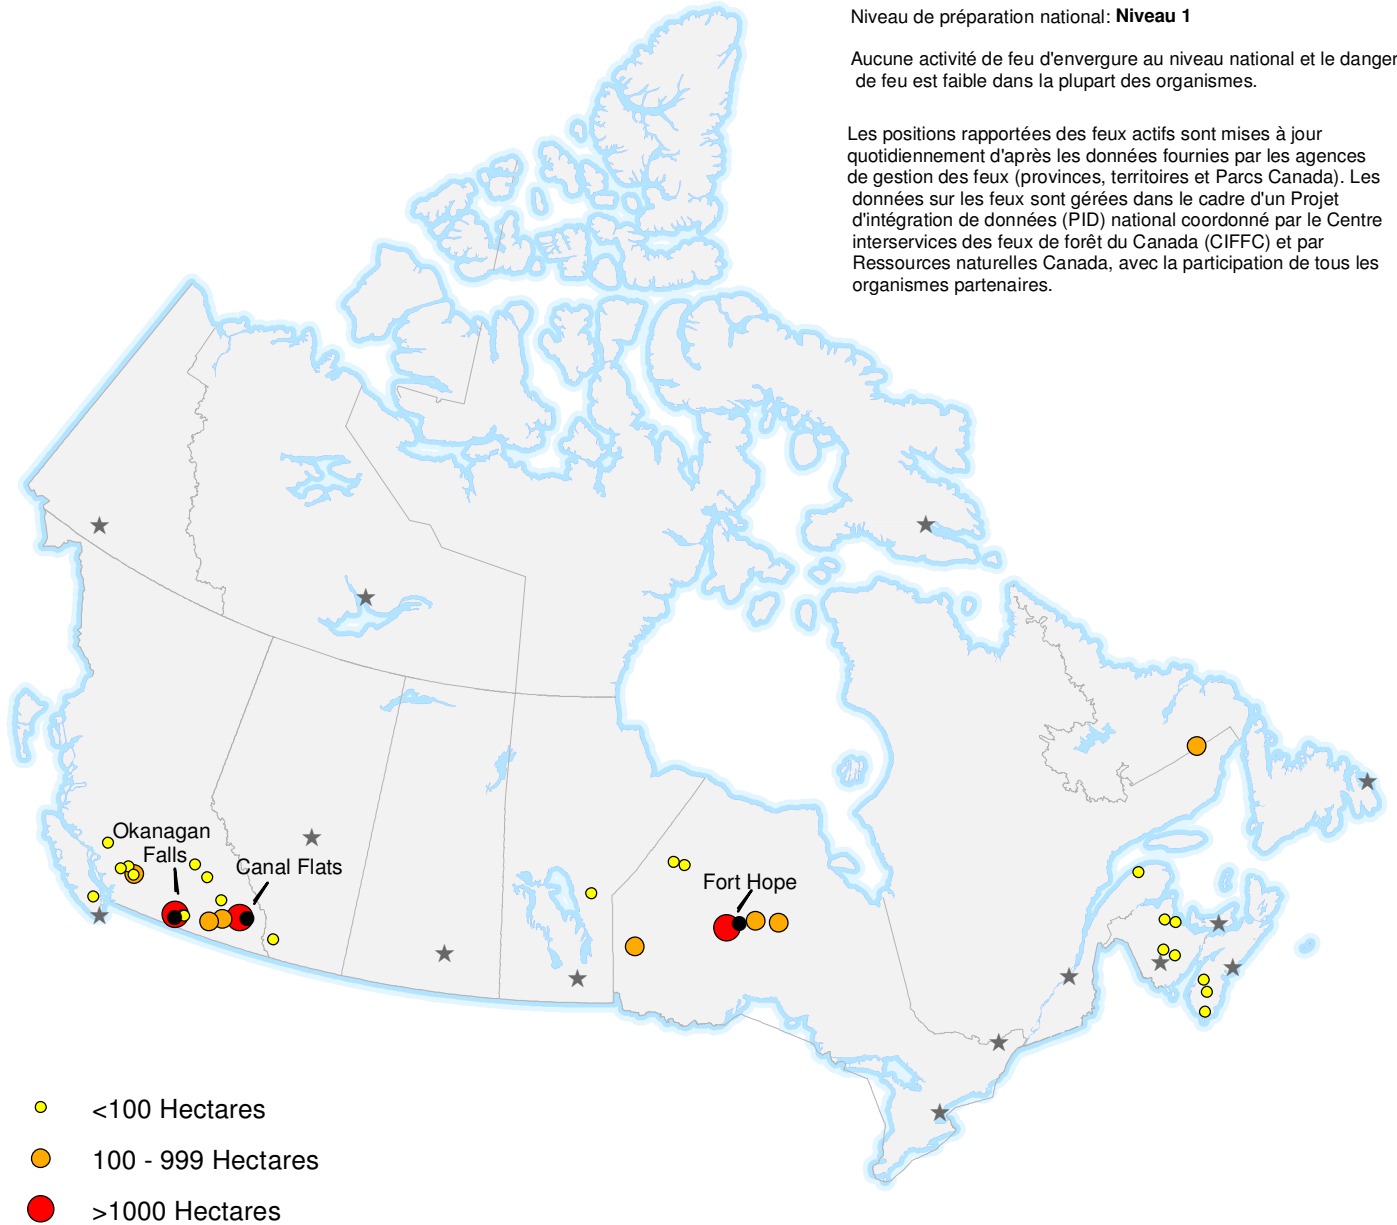 Niveau de préparation national: Niveau 1
Aucune activité de feu d'envergure au niveau national et le danger
de feu est faible dans la plupart des organismes.
Les positions rapportées des feux actifs sont mises à jour
quotidiennement d'après les données fournies par les agences
de gestion des feux (provinces, territoires et Parcs Canada). Les
données sur les feux sont gérées dans le cadre d'un Projet
d'intégration de données (PID) national coordonné par le Centre
interservices des feux de forêt du Canada (CIFFC) et par
Ressources naturelles Canada, avec la participation de tous les
organismes partenaires.
Okanagan
Falls
Canal Flats
Fort Hope
<100 Hectares
100 - 999 Hectares
>1000 Hectares